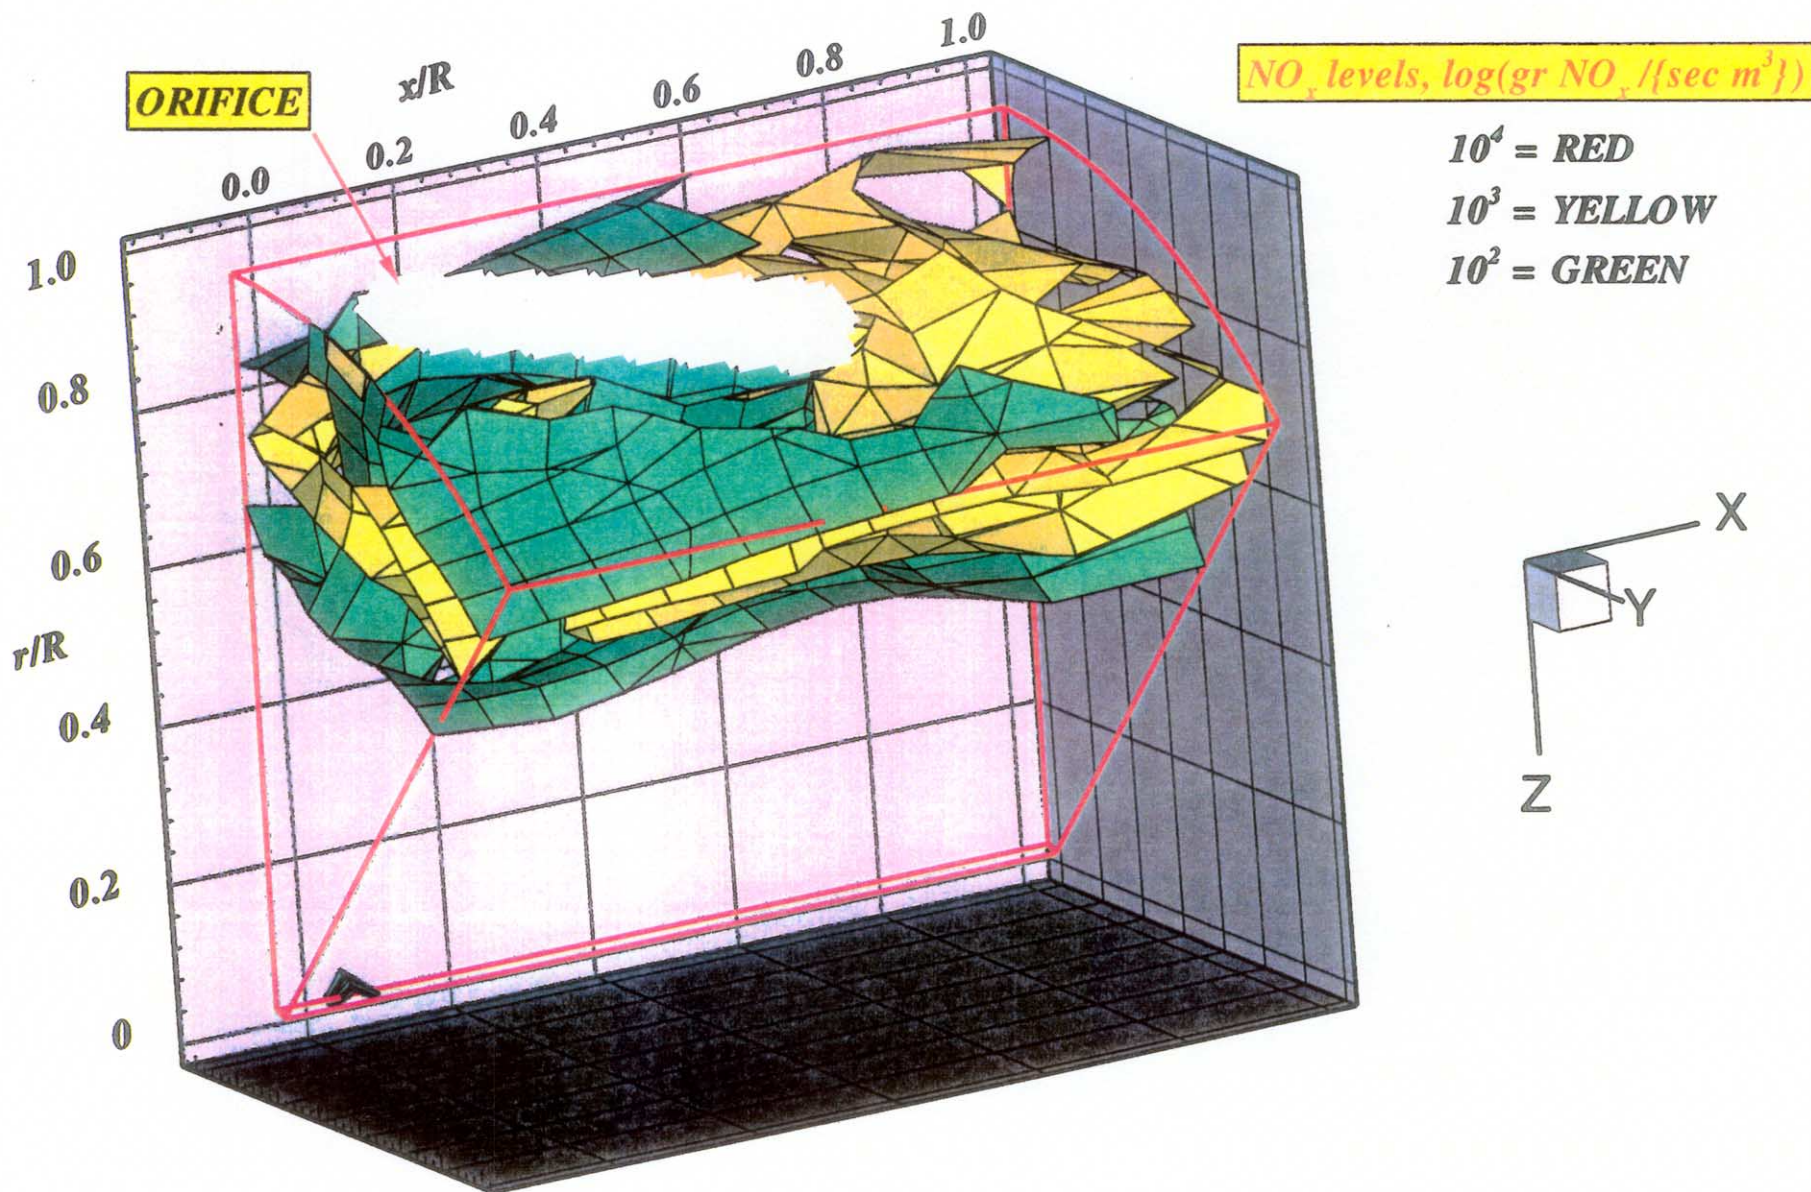 ORIFICE
x/R
0.0
0.2
0.4
0.6
0.8
1.0
NOₓ levels, log(gr NOₓ /{sec m³})
10⁴ = RED
10³ = YELLOW
10² = GREEN
1.0
0.8
0.6
r/R
0.4
0.2
0
X
Y
Z